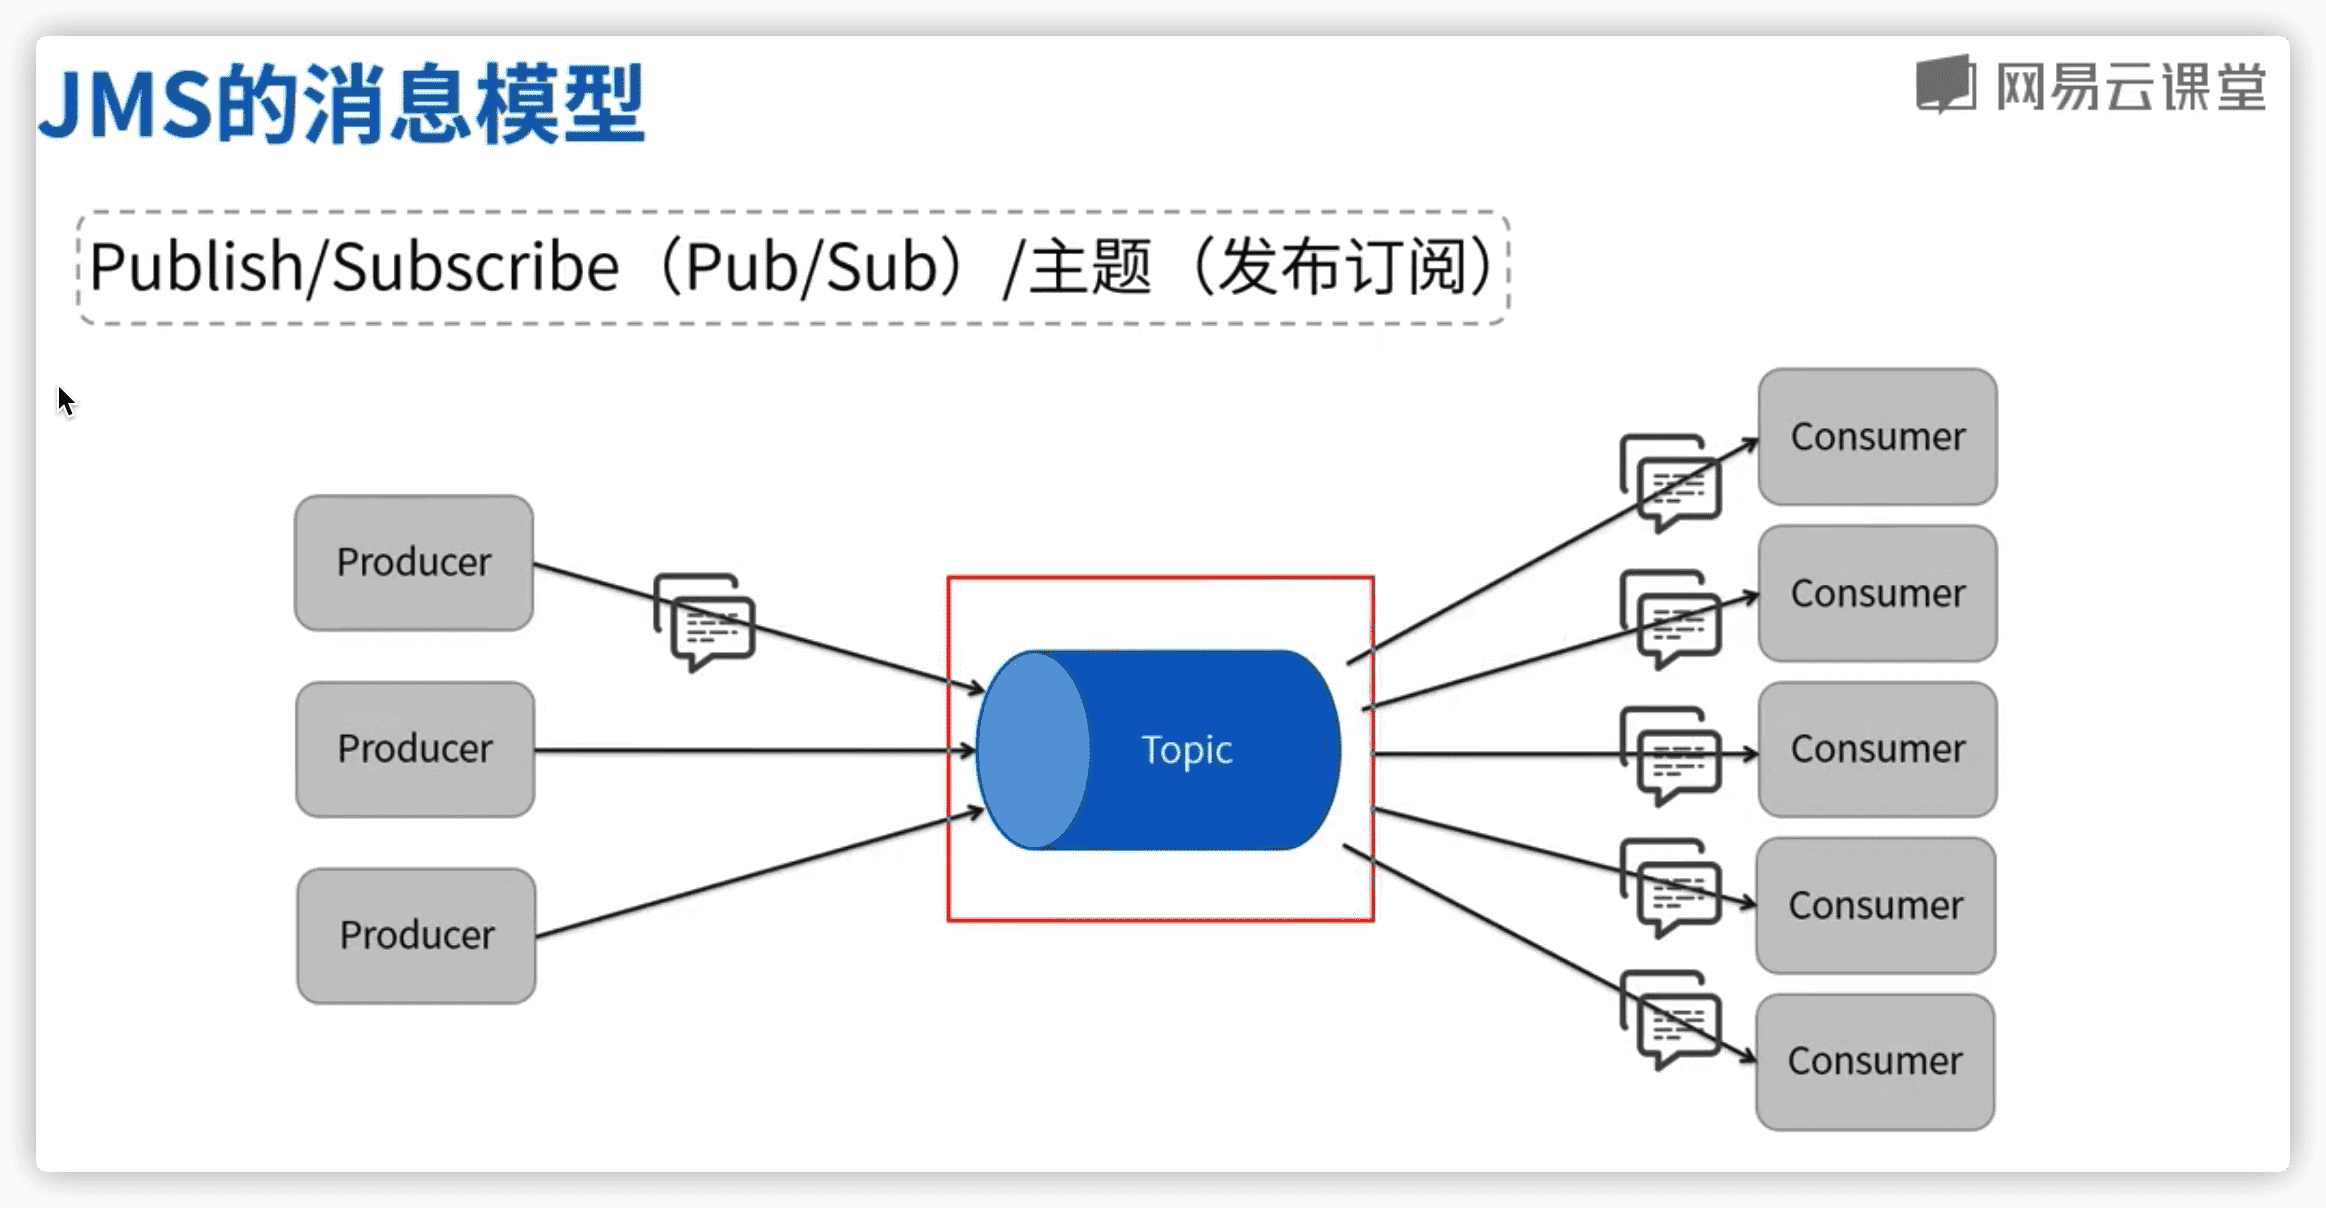 JMS的消息模型
网易云课堂
Publish/Subscribe（Pub/Sub）/主题（发布订阅）
Producer
Producer
Producer
Topic
Consumer
Consumer
Consumer
Consumer
Consumer